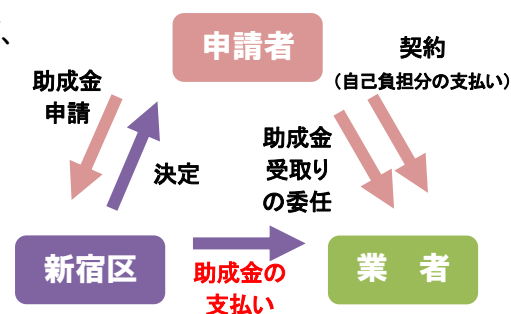 、
申請者
契約
（自己負担分の支払い）
助成金
申請
決定
助成金
受取り
の委任
新宿区
助成金の
支払い
業　者